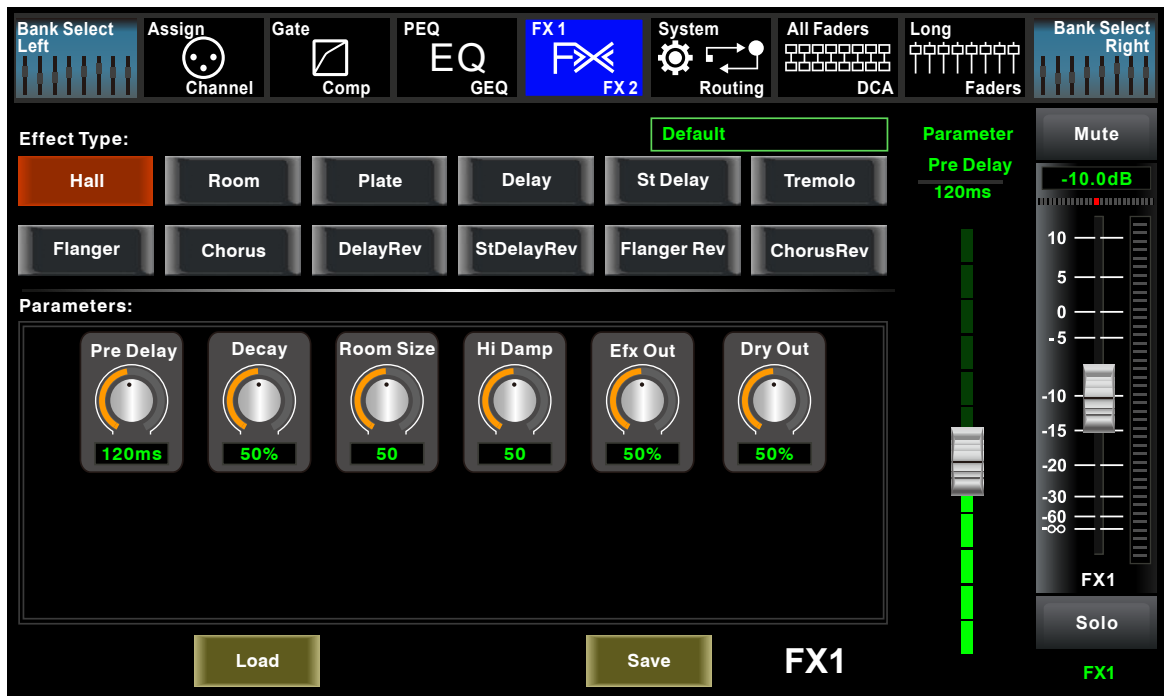 Bank Select
Left
Assign
Channel
Gate
Comp
PEQ
EQ
GEQ
FX 1
FX
FX 2
System
Routing
All Faders
DCA
Long
Faders
Bank Select
Right
Effect Type:
Default
Parameter
Pre Delay
120ms
Mute
-10.0dB
Hall
Room
Plate
Delay
St Delay
Tremolo
Flanger
Chorus
DelayRev
StDelayRev
Flanger Rev
ChorusRev
Parameters:
Pre Delay
Decay
Room Size
Hi Damp
Efx Out
Dry Out
120ms
50%
50
50
50%
50%
10
5
0
-5
-10
-15
-20
-30
-60
-∞
FX1
Solo
FX1
Load
Save
FX1